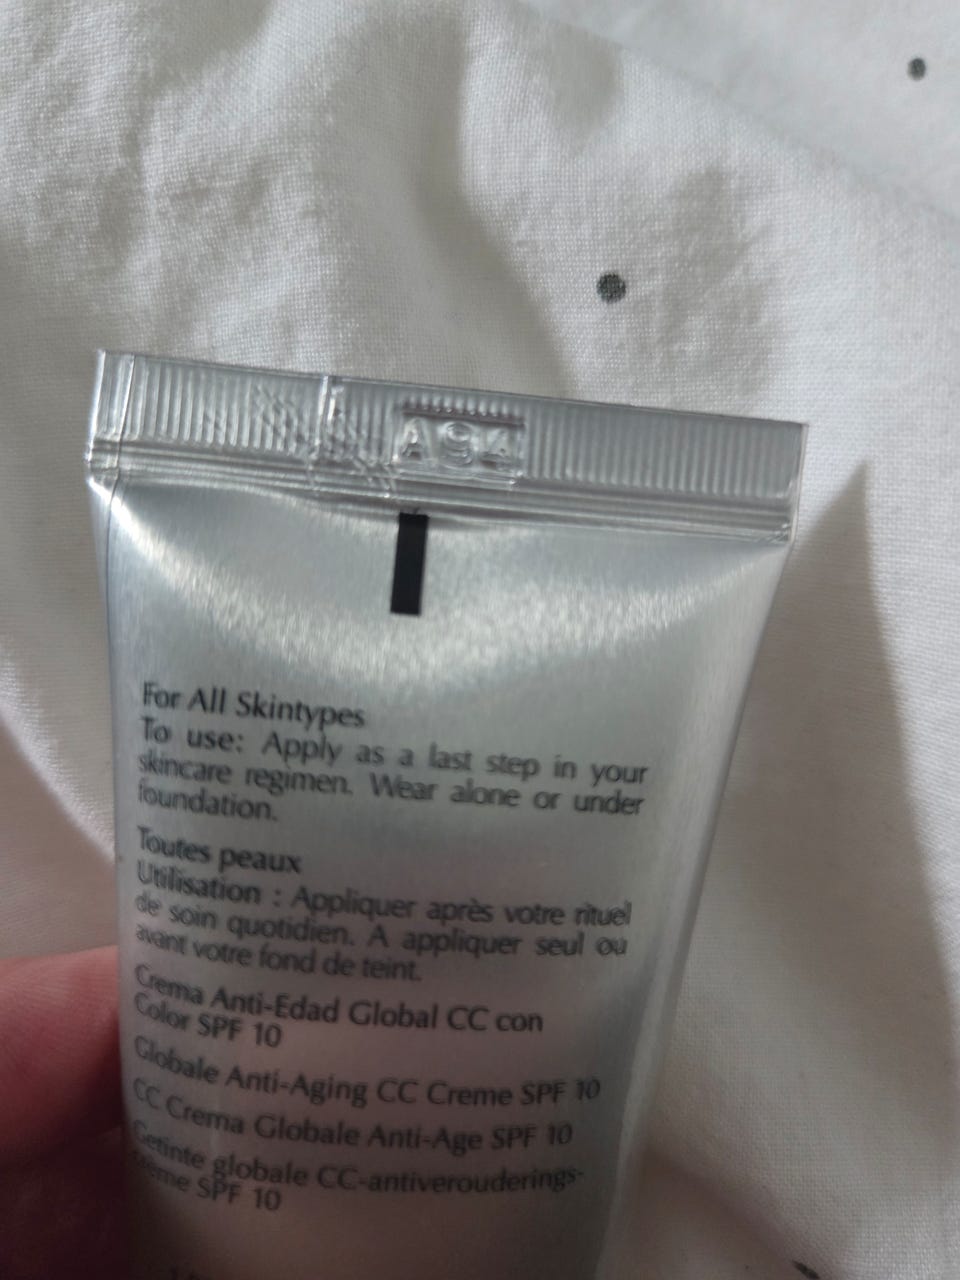 A94
For All Skintypes
To use: Apply as a last step in your
skincare regimen. Wear alone or under
foundation.
Toutes peaux
Utilisation : Appliquer après votre rituel
de soin quotidien. A appliquer seul ou
avant votre fond de teint.
Crema Anti-Edad Global CC con
Color SPF 10
Globale Anti-Aging CC Creme SPF 10
CC Crema Globale Anti-Age SPF 10
Getinte globale CC-antiverouderings-
crème SPF 10